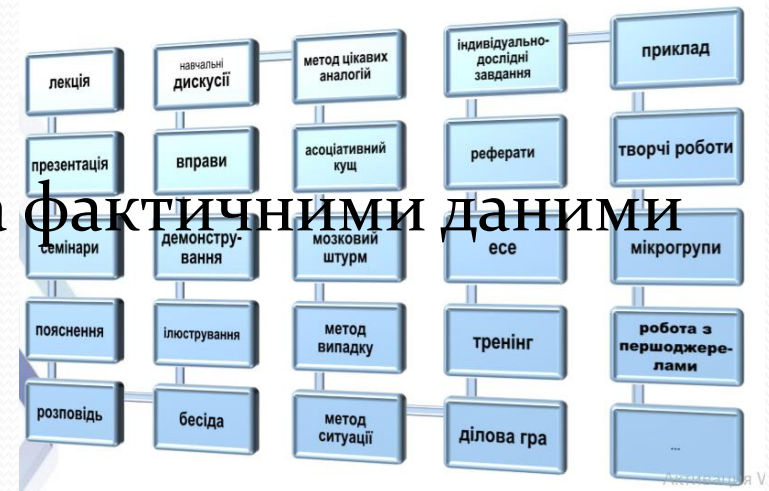 лекція
презентація
семінари
пояснення
розповідь
навчальні
дискусії
вправи
демонстру-
вання
ілюстрування
бесіда
метод цікавих
аналогій
асоціативний
кущ
мозковий
штурм
метод
випадку
метод
ситуації
індивідуально-
дослідні
завдання
реферати
есе
тренінг
ділова гра
приклад
творчі роботи
мікрогрупи
робота з
першоджере-
лами
...
фактичними даними